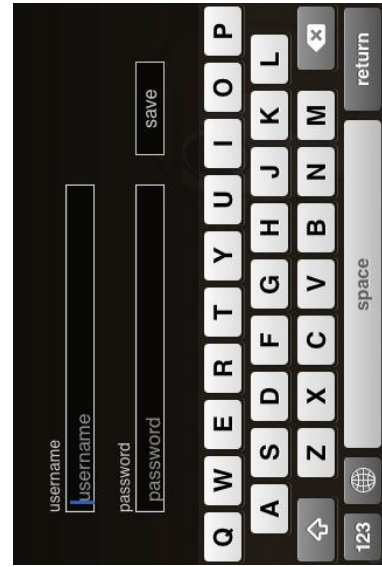 username
username
password
password
save
Q W E R T Y U I O P
A S D F G H J K L
Z X C V B N M
123
space
return